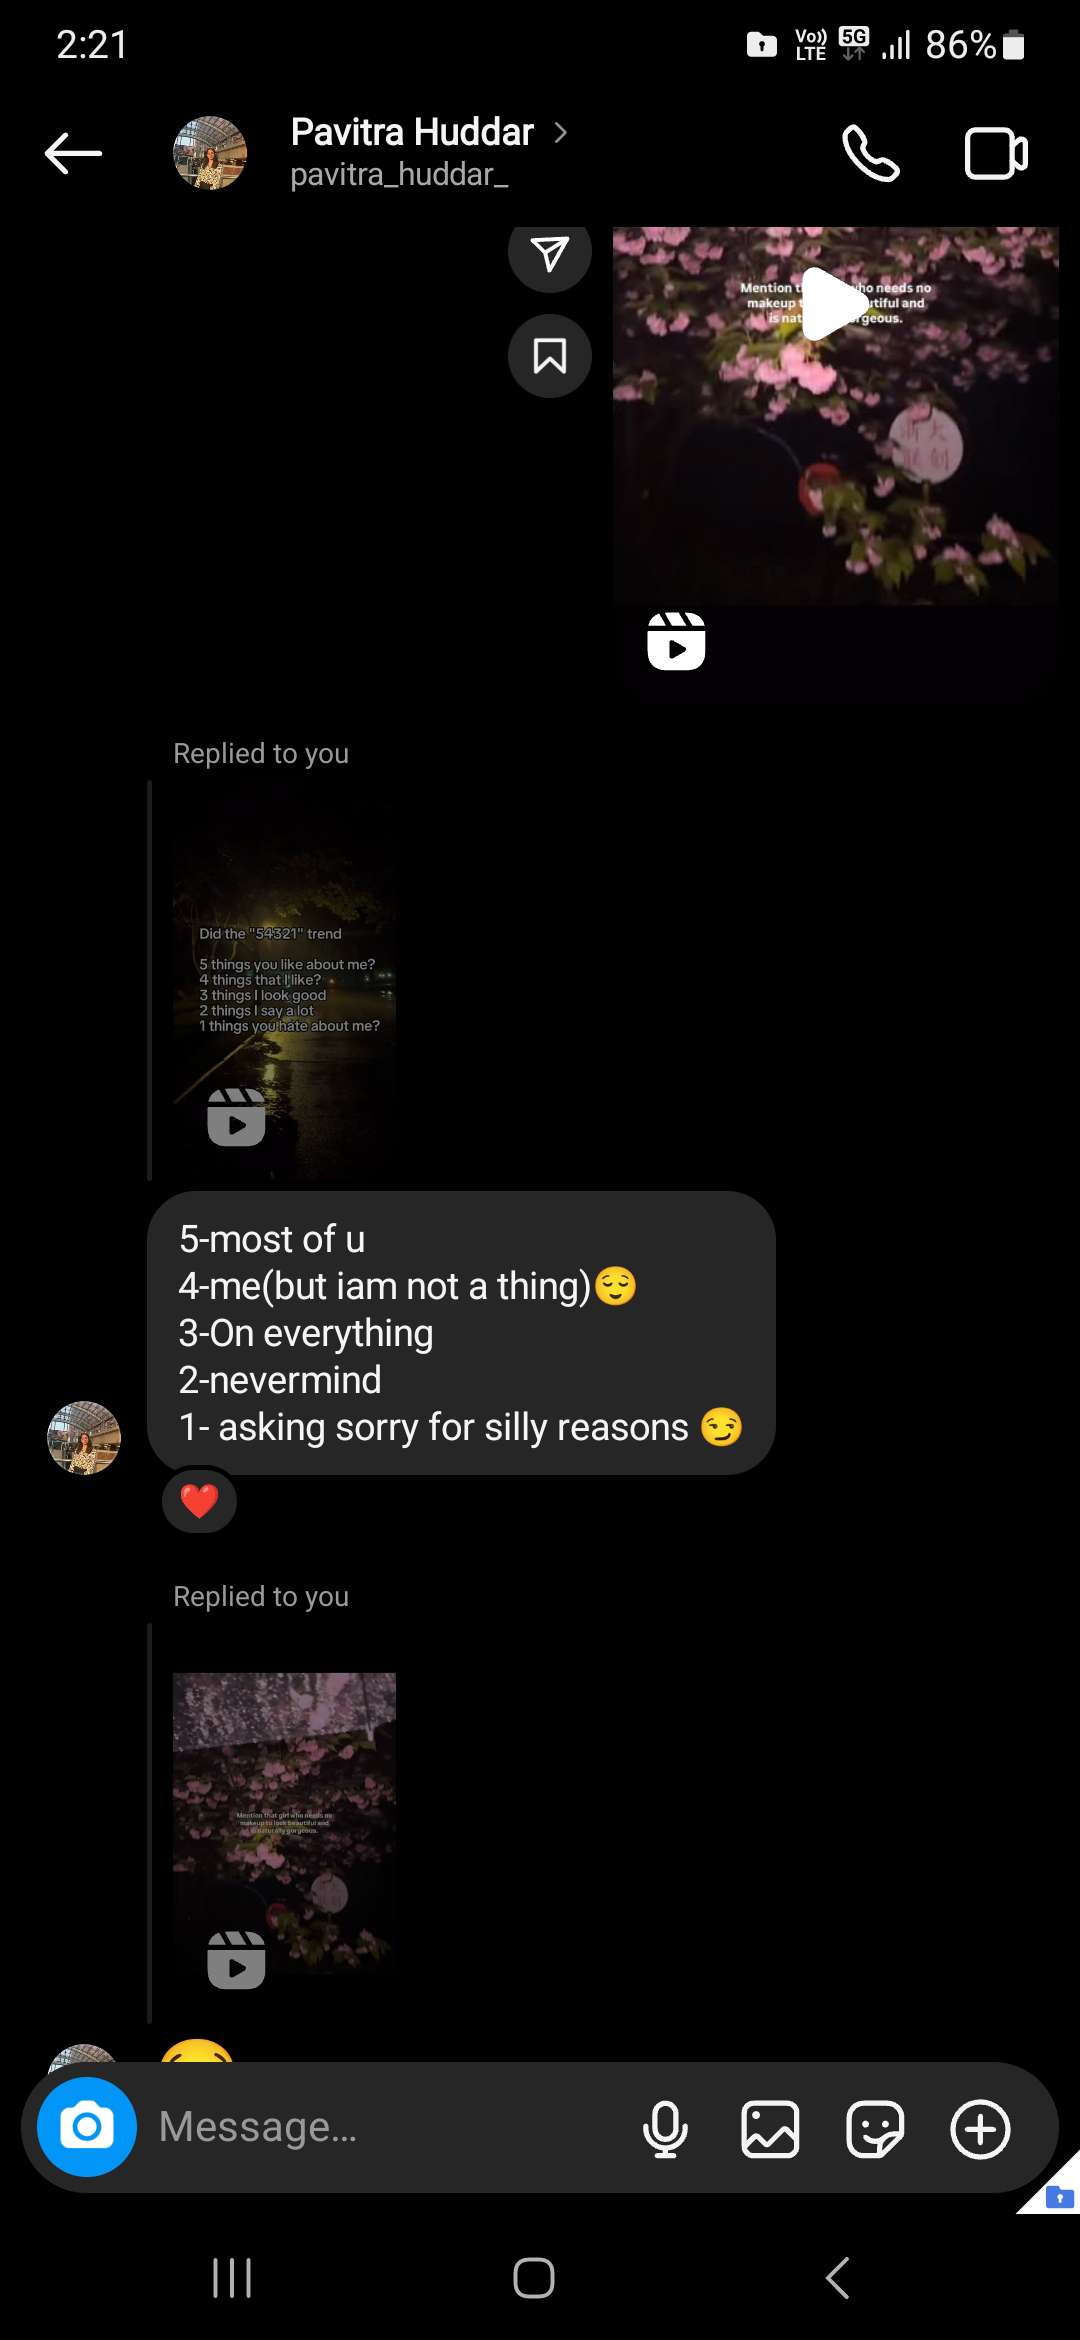 2:21
Vo))
LTE
5G
86%
Pavitra Huddar
pavitra_huddar_
Mention t who needs no
makeup t utiful and
is nat rgeous.
Replied to you
Did the "54321" trend
5 things you like about me?
4 things that I like?
3 things I look good
2 things I say a lot
1 things you hate about me?
5-most of u
4-me(but iam not a thing)😌
3-On everything
2-nevermind
1- asking sorry for silly reasons 😏
Replied to you
Mention that girl who needs no
makeup to look beautiful and
is naturally gorgeous.
Message...